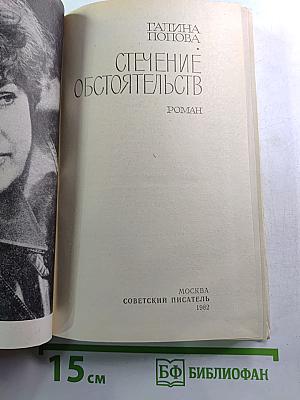 ГАЛИНА
ПОПОВА
СТЕЧЕНИЕ
ОБСТОЯТЕЛЬСТВ
РОМАН
МОСКВА
СОВЕТСКИЙ ПИСАТЕЛЬ
1982
15 см
БФ БИБЛИОФАН